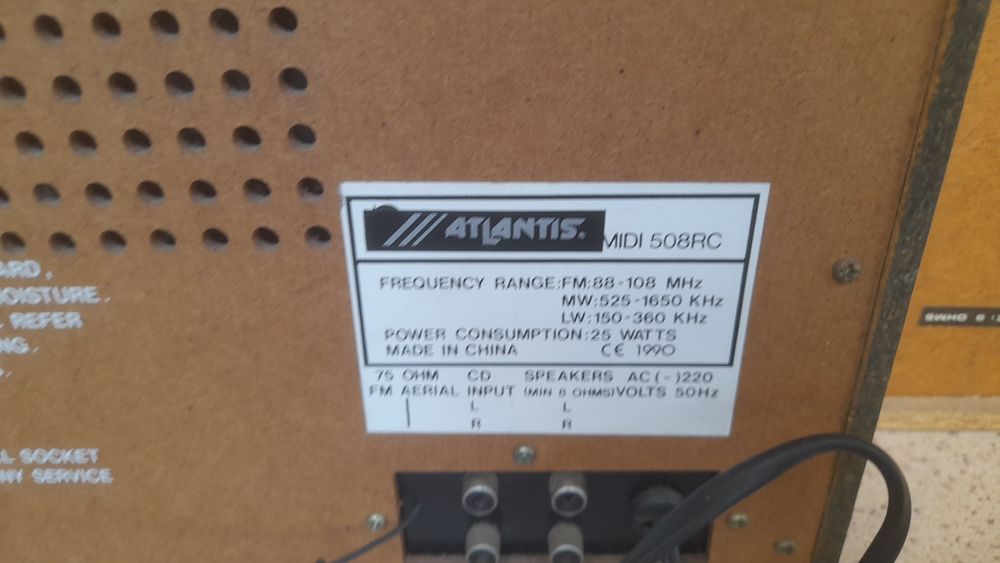 ATLANTIS.
MIDI 508RC
FREQUENCY RANGE:FM:88-108 MHz
MW:525-1650 KHz
LW:150-360 KHz
POWER CONSUMPTION:25 WATTS
MADE IN CHINA CE 1990
75 OHM CD SPEAKERS AC (~)220
FM AERIAL INPUT (MIN 8 OHMS) VOLTS 50Hz
L L
R R
ARD,
MOISTURE.
REFER
NG.
L SOCKET
NY SERVICE
8 OHMS